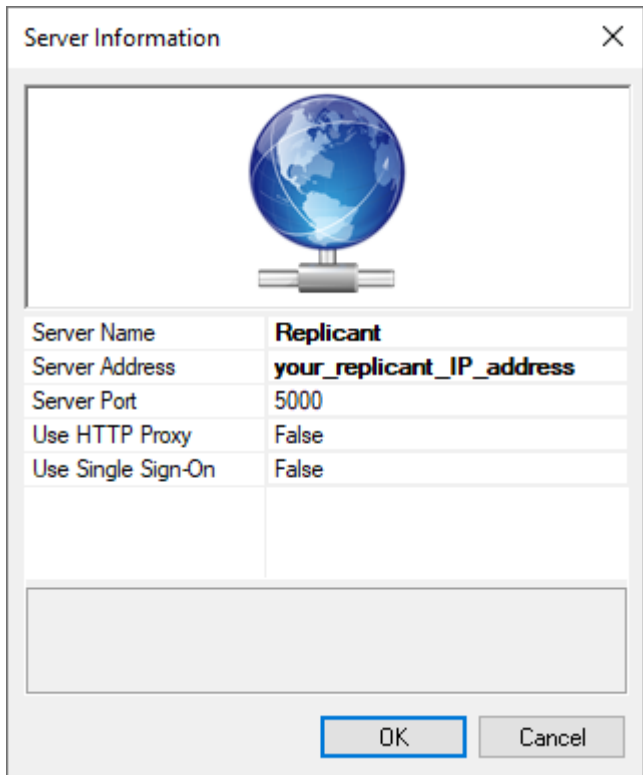 Server Information
Server Name Replicant
Server Address your_replicant_IP_address
Server Port 5000
Use HTTP Proxy False
Use Single Sign-On False
OK Cancel